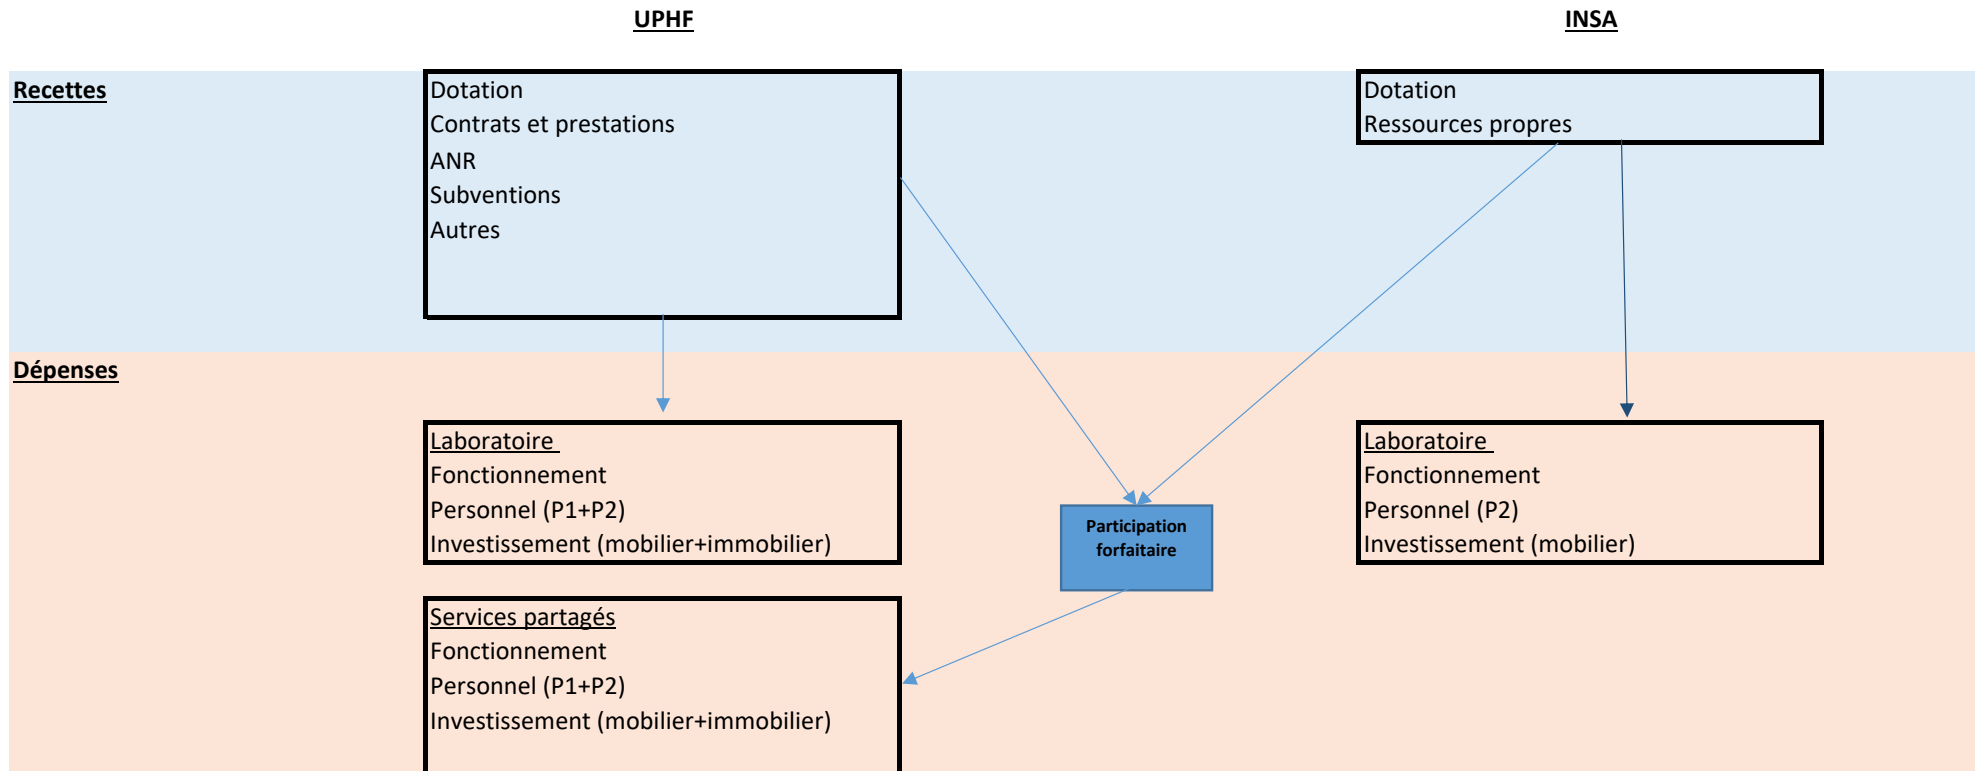 UPHF
INSA
Recettes
Dotation
Contrats et prestations
ANR
Subventions
Autres
Dotation
Ressources propres
Dépenses
Laboratoire
Fonctionnement
Personnel (P1+P2)
Investissement (mobilier+immobilier)
Participation
forfaitaire
Laboratoire
Fonctionnement
Personnel (P2)
Investissement (mobilier)
Services partagés
Fonctionnement
Personnel (P1+P2)
Investissement (mobilier+immobilier)